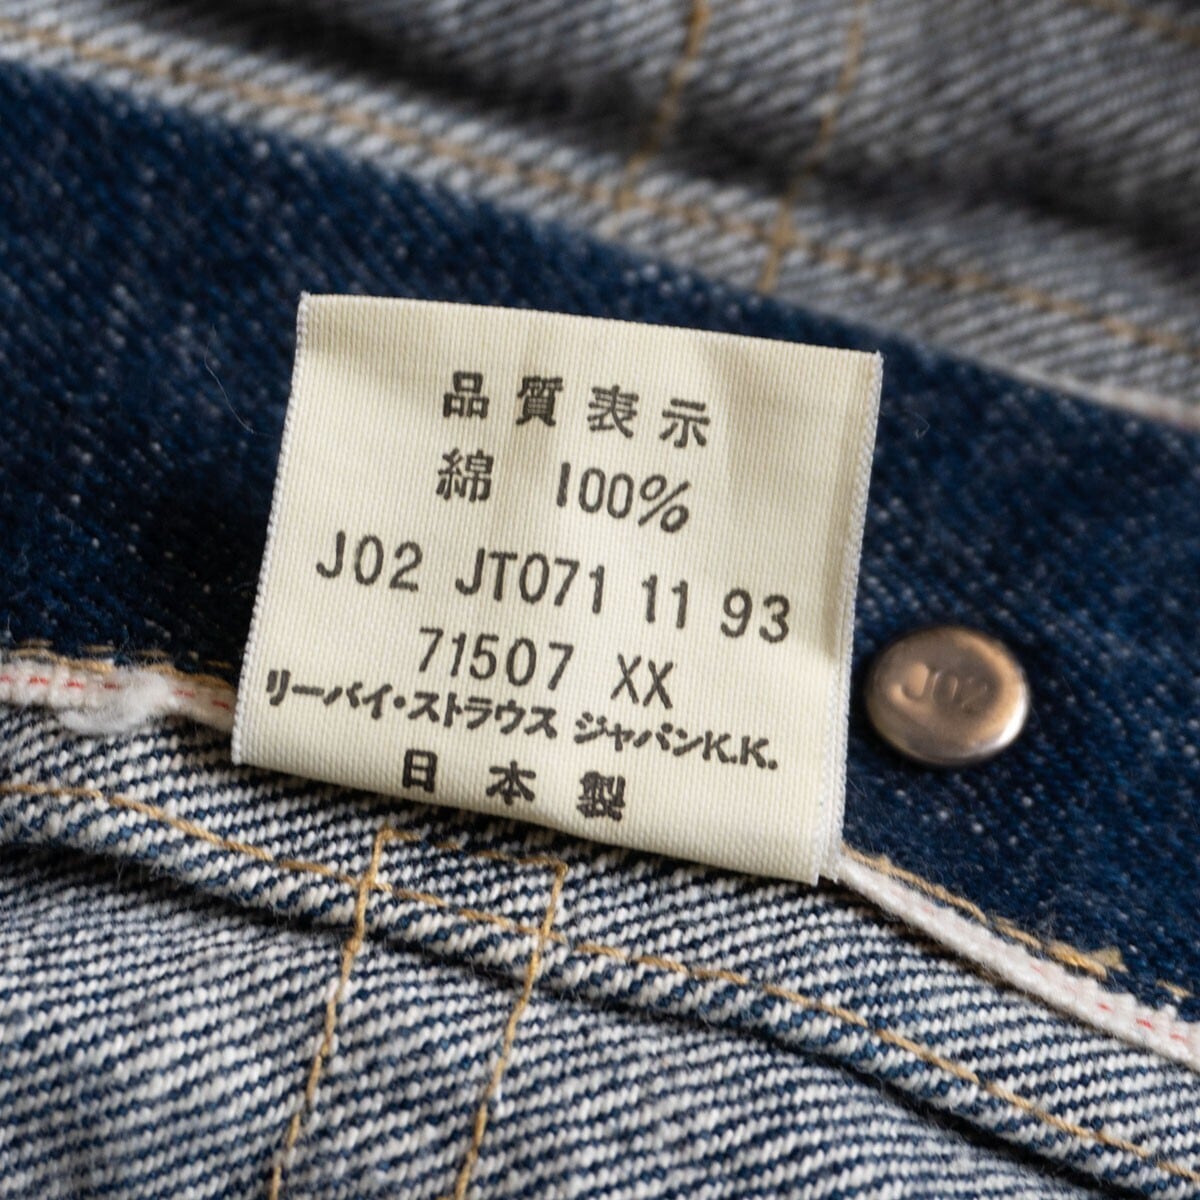 品質表示
綿 100%
J02 JT071 11 93
71507 XX
リーバイ・ストラウス ジャパンK.K.
日本製
J02